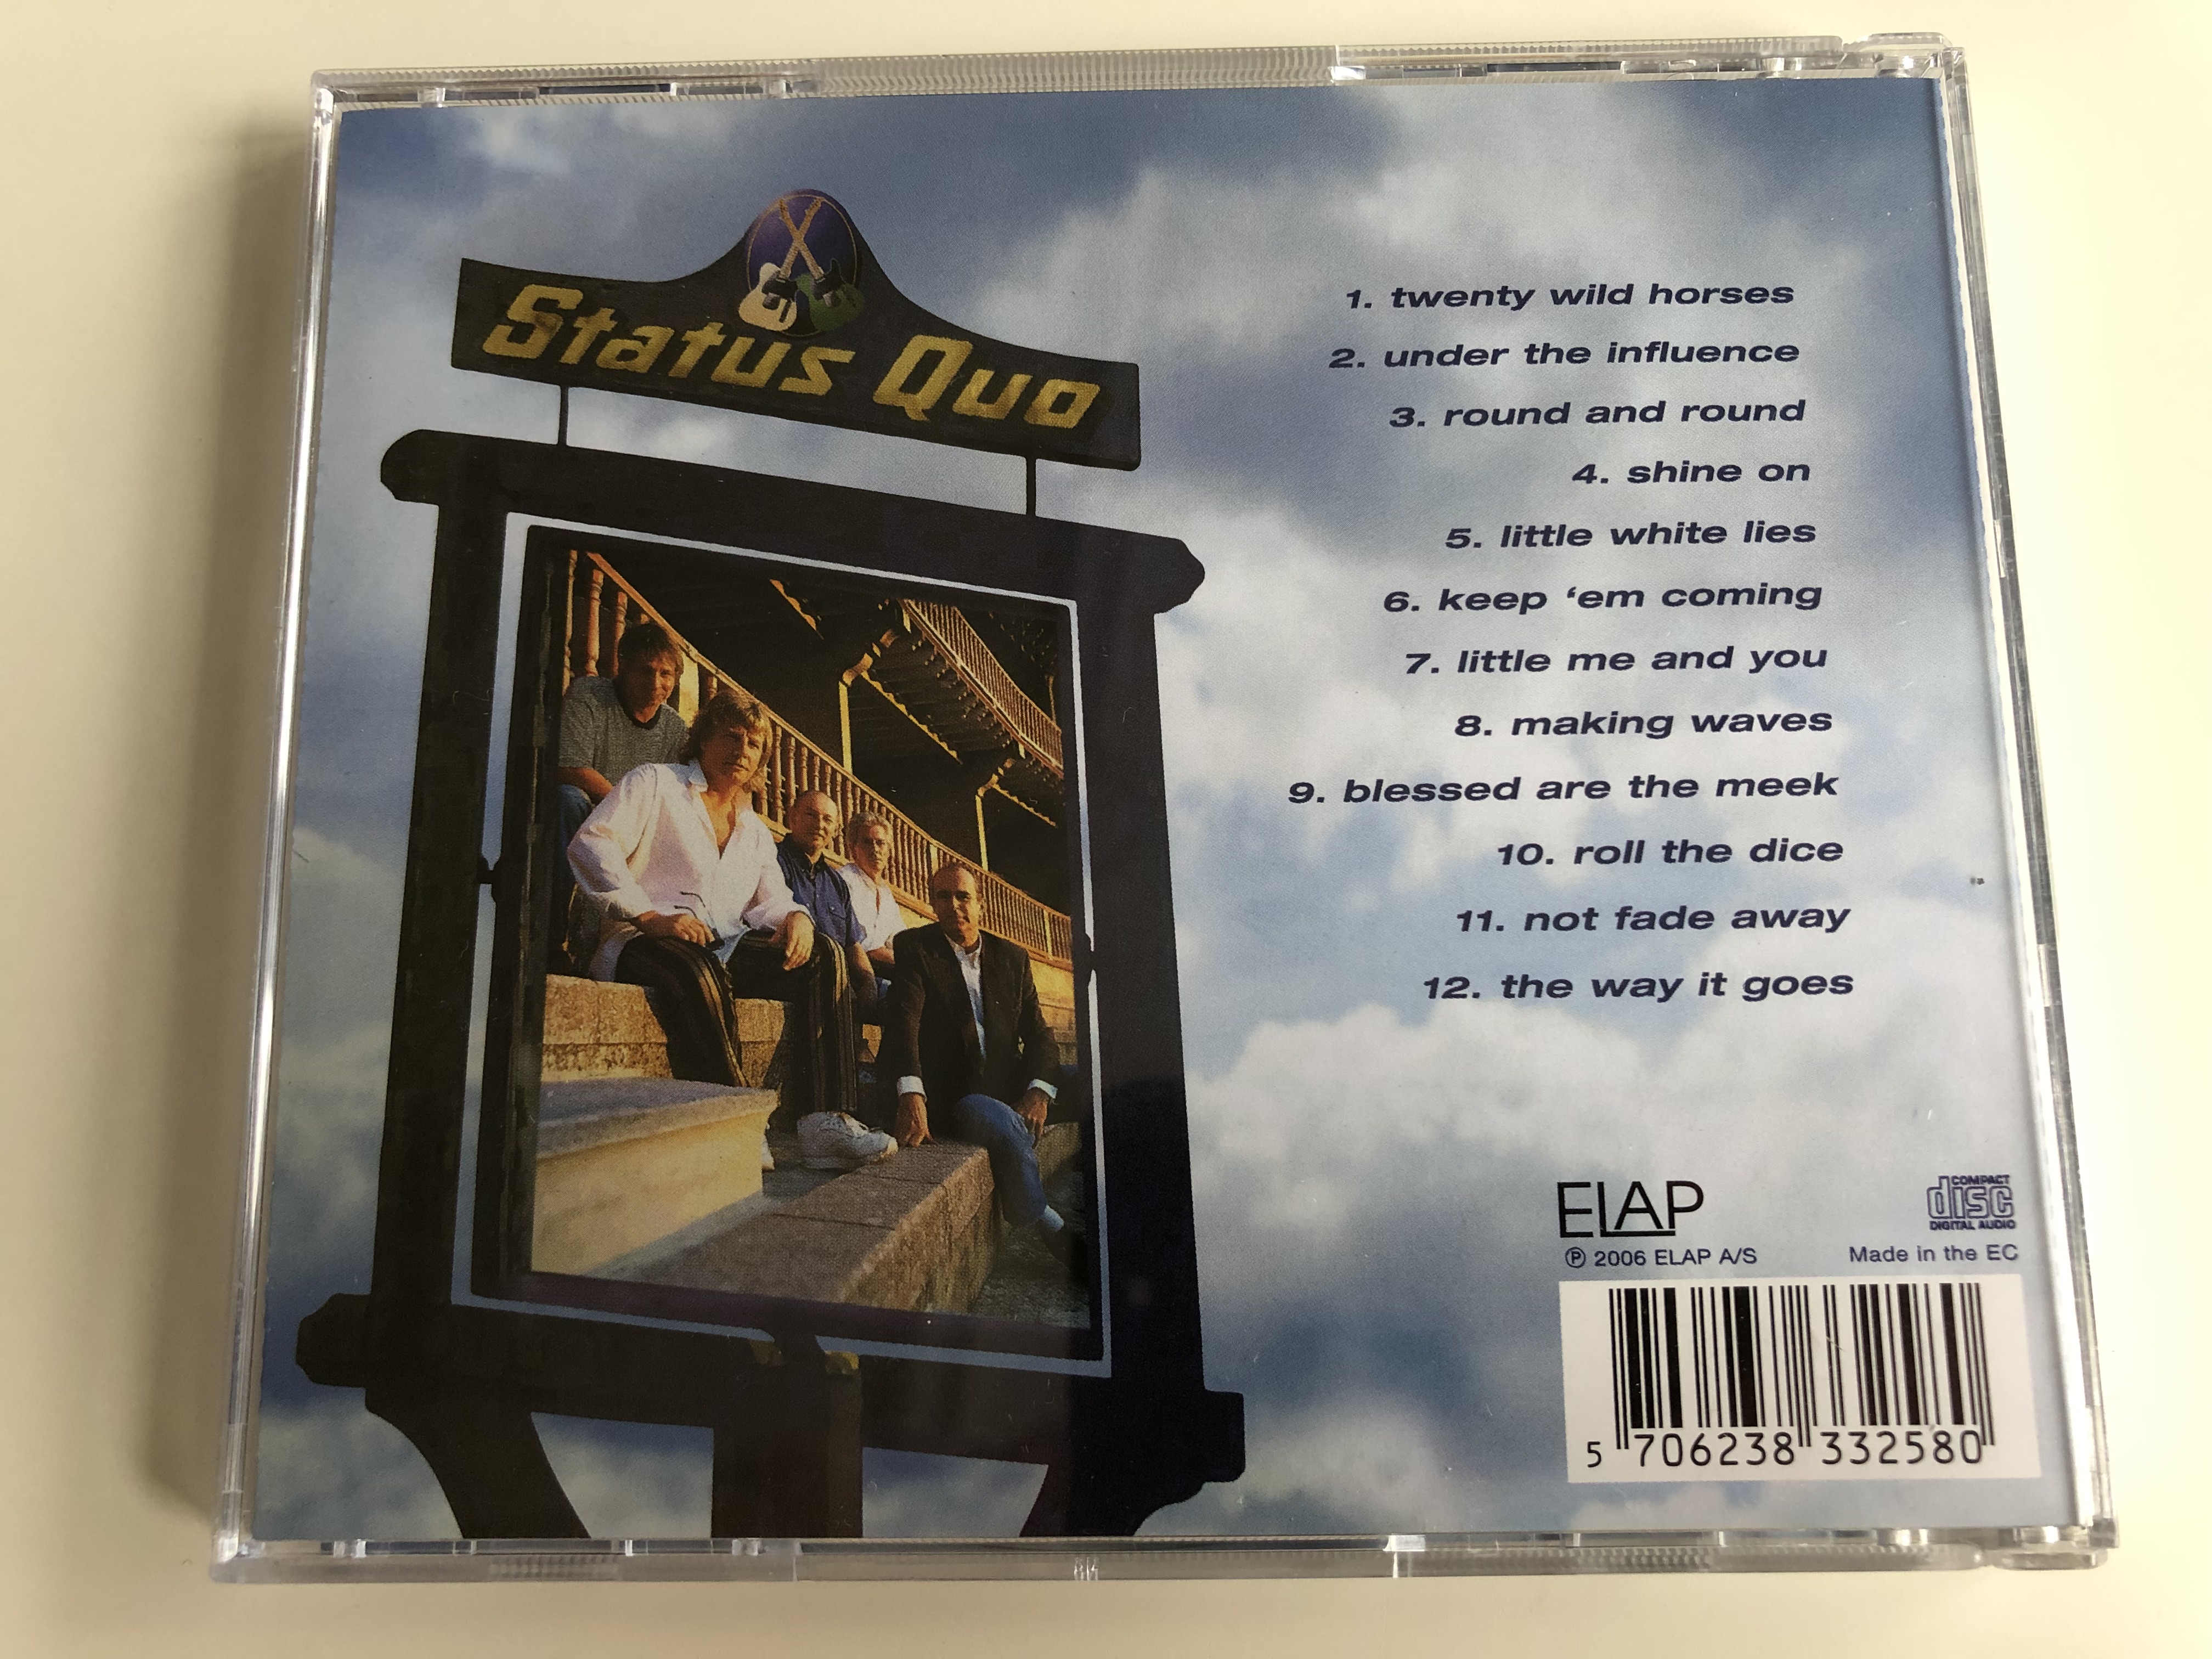 Status Quo
1. twenty wild horses
2. under the influence
3. round and round
4. shine on
5. little white lies
6. keep ‘em coming
7. little me and you
8. making waves
9. blessed are the meek
10. roll the dice
11. not fade away
12. the way it goes
ELAP
COMPACT
disc
DIGITAL AUDIO
℗ 2006 ELAP A/S
Made in the EC
5 706238 332580